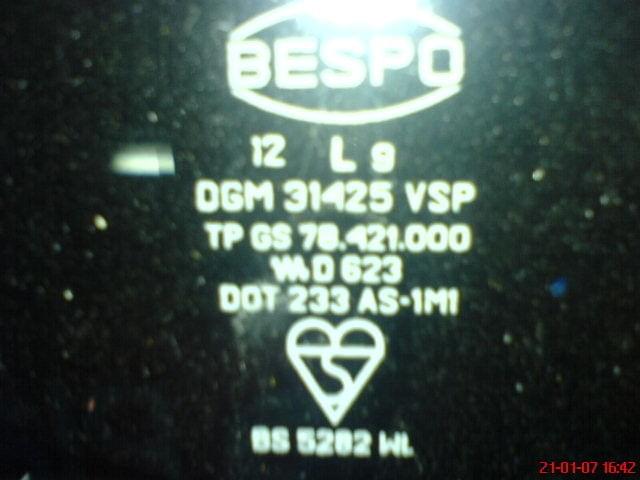 BESPO
12 L 9
DGM 31425 VSP
TP GS 78.421.000
D 623
DOT 233 AS-1M1
BS 5282 WL
21-01-07 16:42